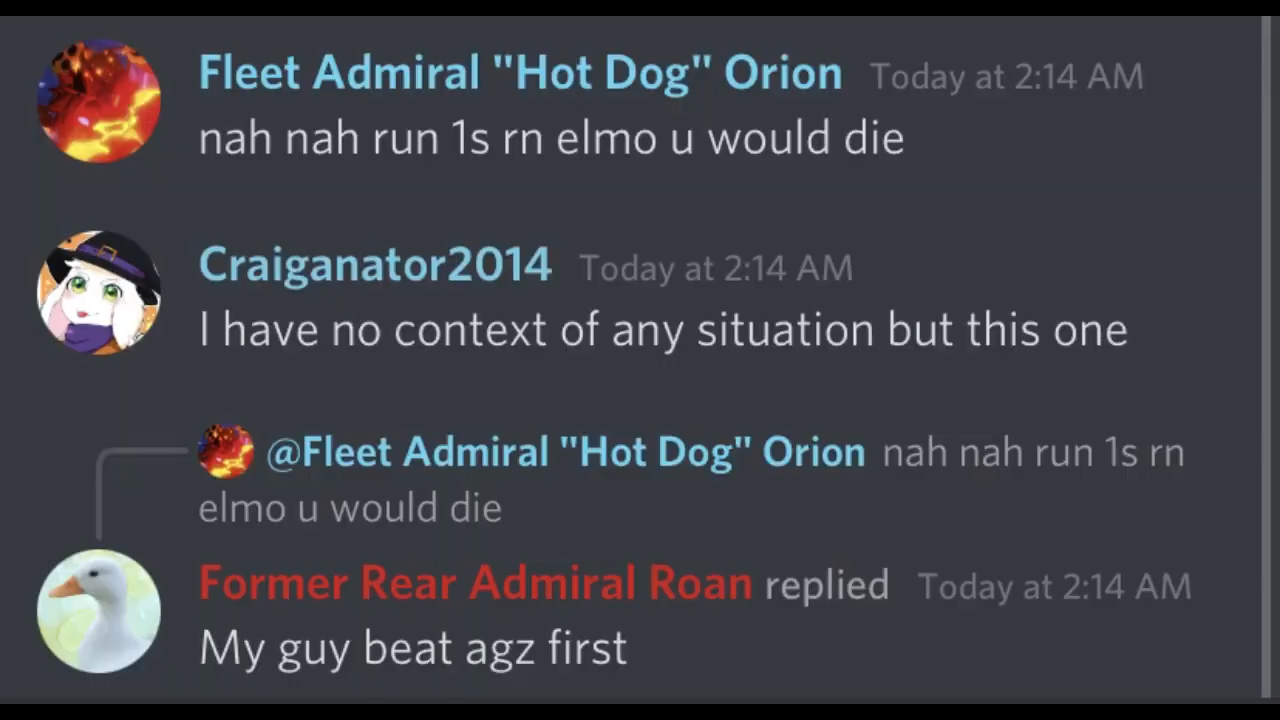 Fleet Admiral "Hot Dog" Orion Today at 2:14 AM
nah nah run 1s rn elmo u would die
Craiganator2014 Today at 2:14 AM
I have no context of any situation but this one
@Fleet Admiral "Hot Dog" Orion nah nah run 1s rn
elmo u would die
Former Rear Admiral Roan replied Today at 2:14 AM
My guy beat agz first